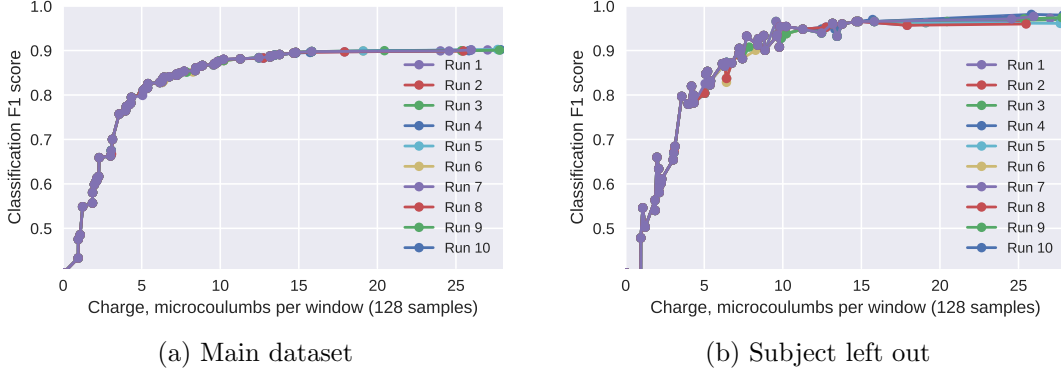 1.0
0.9
0.8
0.7
0.6
0.5
Classification F1 score
Run 1
Run 2
Run 3
Run 4
Run 5
Run 6
Run 7
Run 8
Run 9
Run 10
0 5 10 15 20 25
Charge, microcoulumbs per window (128 samples)
(a) Main dataset
1.0
0.9
0.8
0.7
0.6
0.5
Classification F1 score
Run 1
Run 2
Run 3
Run 4
Run 5
Run 6
Run 7
Run 8
Run 9
Run 10
0 5 10 15 20 25
Charge, microcoulumbs per window (128 samples)
(b) Subject left out